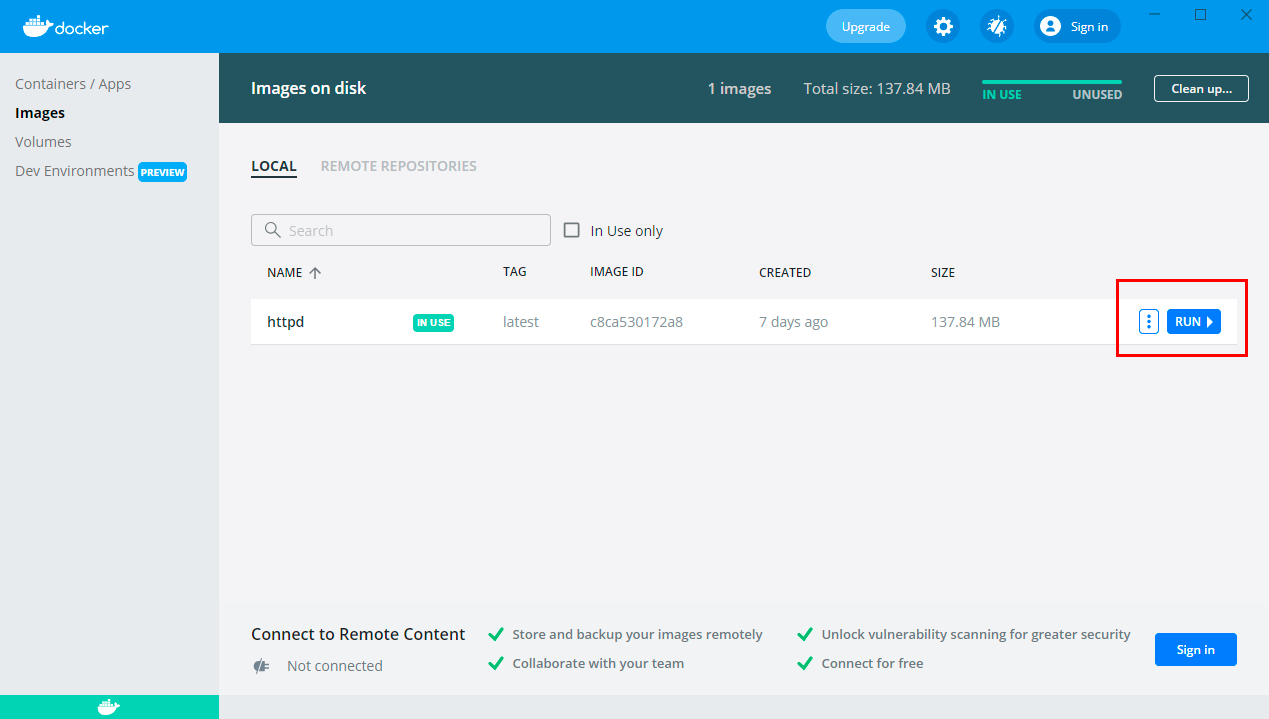 docker
Upgrade
Sign in
Containers / Apps
Images
Volumes
Dev Environments PREVIEW
Images on disk
1 images
Total size: 137.84 MB
IN USE
UNUSED
Clean up...
LOCAL
REMOTE REPOSITORIES
Search
In Use only
NAME
TAG
IMAGE ID
CREATED
SIZE
httpd
IN USE
latest
c8ca530172a8
7 days ago
137.84 MB
RUN
Connect to Remote Content
Not connected
Store and backup your images remotely
Collaborate with your team
Unlock vulnerability scanning for greater security
Connect for free
Sign in